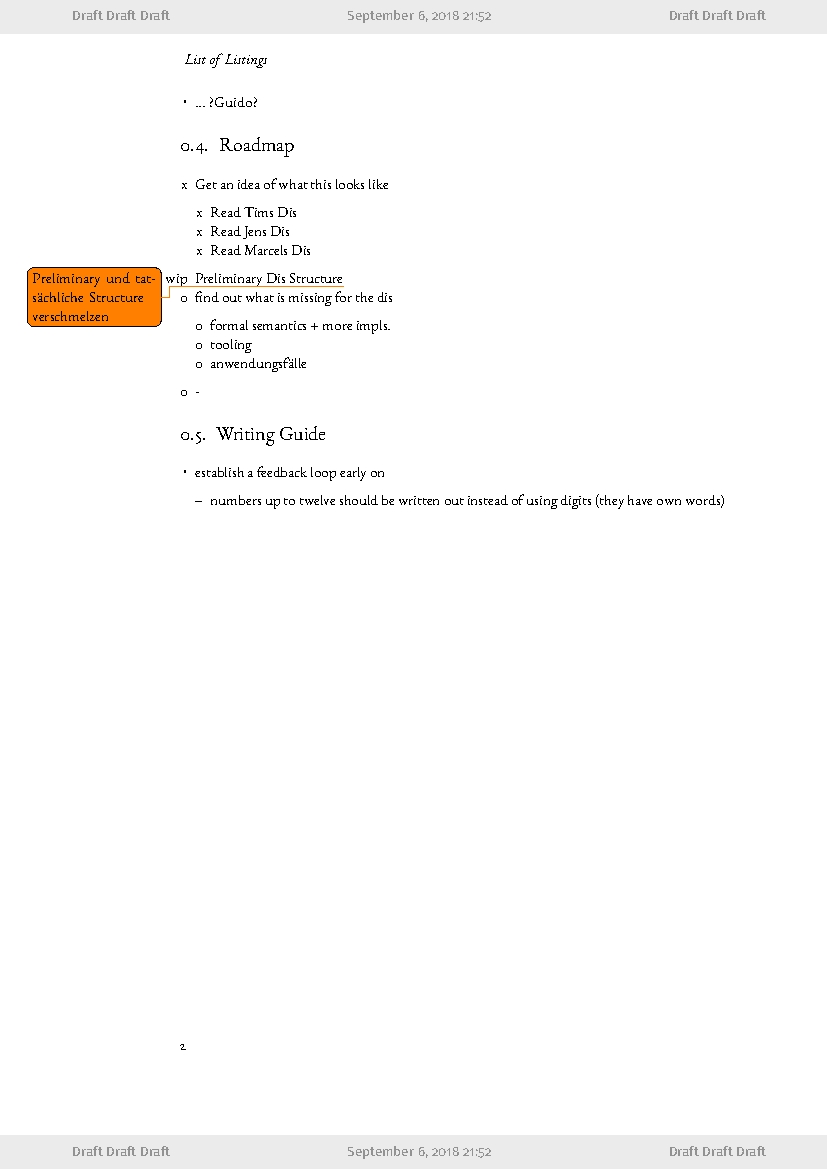 Draft Draft Draft September 6, 2018 21:52 Draft Draft Draft
List of Listings
• ... ?Guido?
0.4. Roadmap
x Get an idea of what this looks like
x Read Tims Dis
x Read Jens Dis
x Read Marcels Dis
Preliminary und tat-
sächliche Structure
verschmelzen
wip Preliminary Dis Structure
o find out what is missing for the dis
o formal semantics + more impls.
o tooling
o anwendungsfälle
o -
0.5. Writing Guide
• establish a feedback loop early on
– numbers up to twelve should be written out instead of using digits (they have own words)
2
Draft Draft Draft September 6, 2018 21:52 Draft Draft Draft